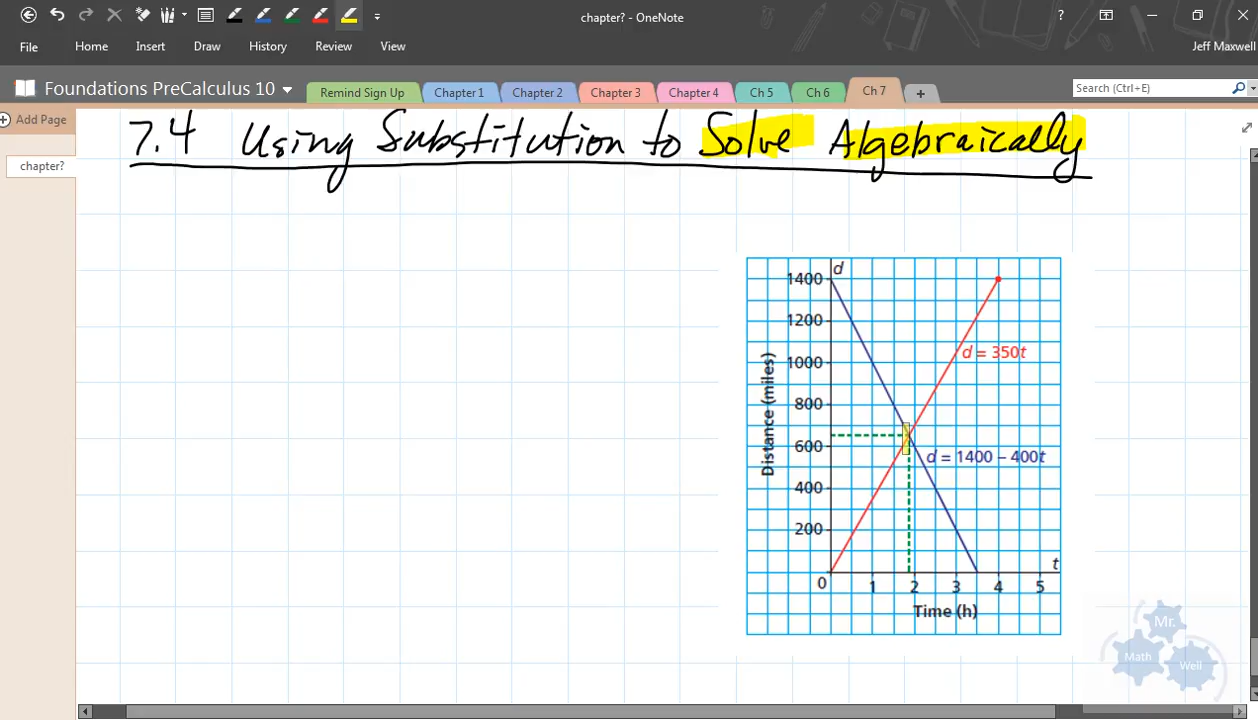 chapter? - OneNote
?
File Home Insert Draw History Review View
Jeff Maxwell
Foundations PreCalculus 10
Remind Sign Up Chapter 1 Chapter 2 Chapter 3 Chapter 4 Ch 5 Ch 6 Ch 7 +
Search (Ctrl+E)
Add Page
chapter?
7.4 Using Substitution to Solve Algebraically
d
1400
1200
1000
800
600
400
200
0
Distance (miles)
d = 350t
d = 1400 – 400t
t
1 2 3 4 5
Time (h)
Mr.
Math
Well